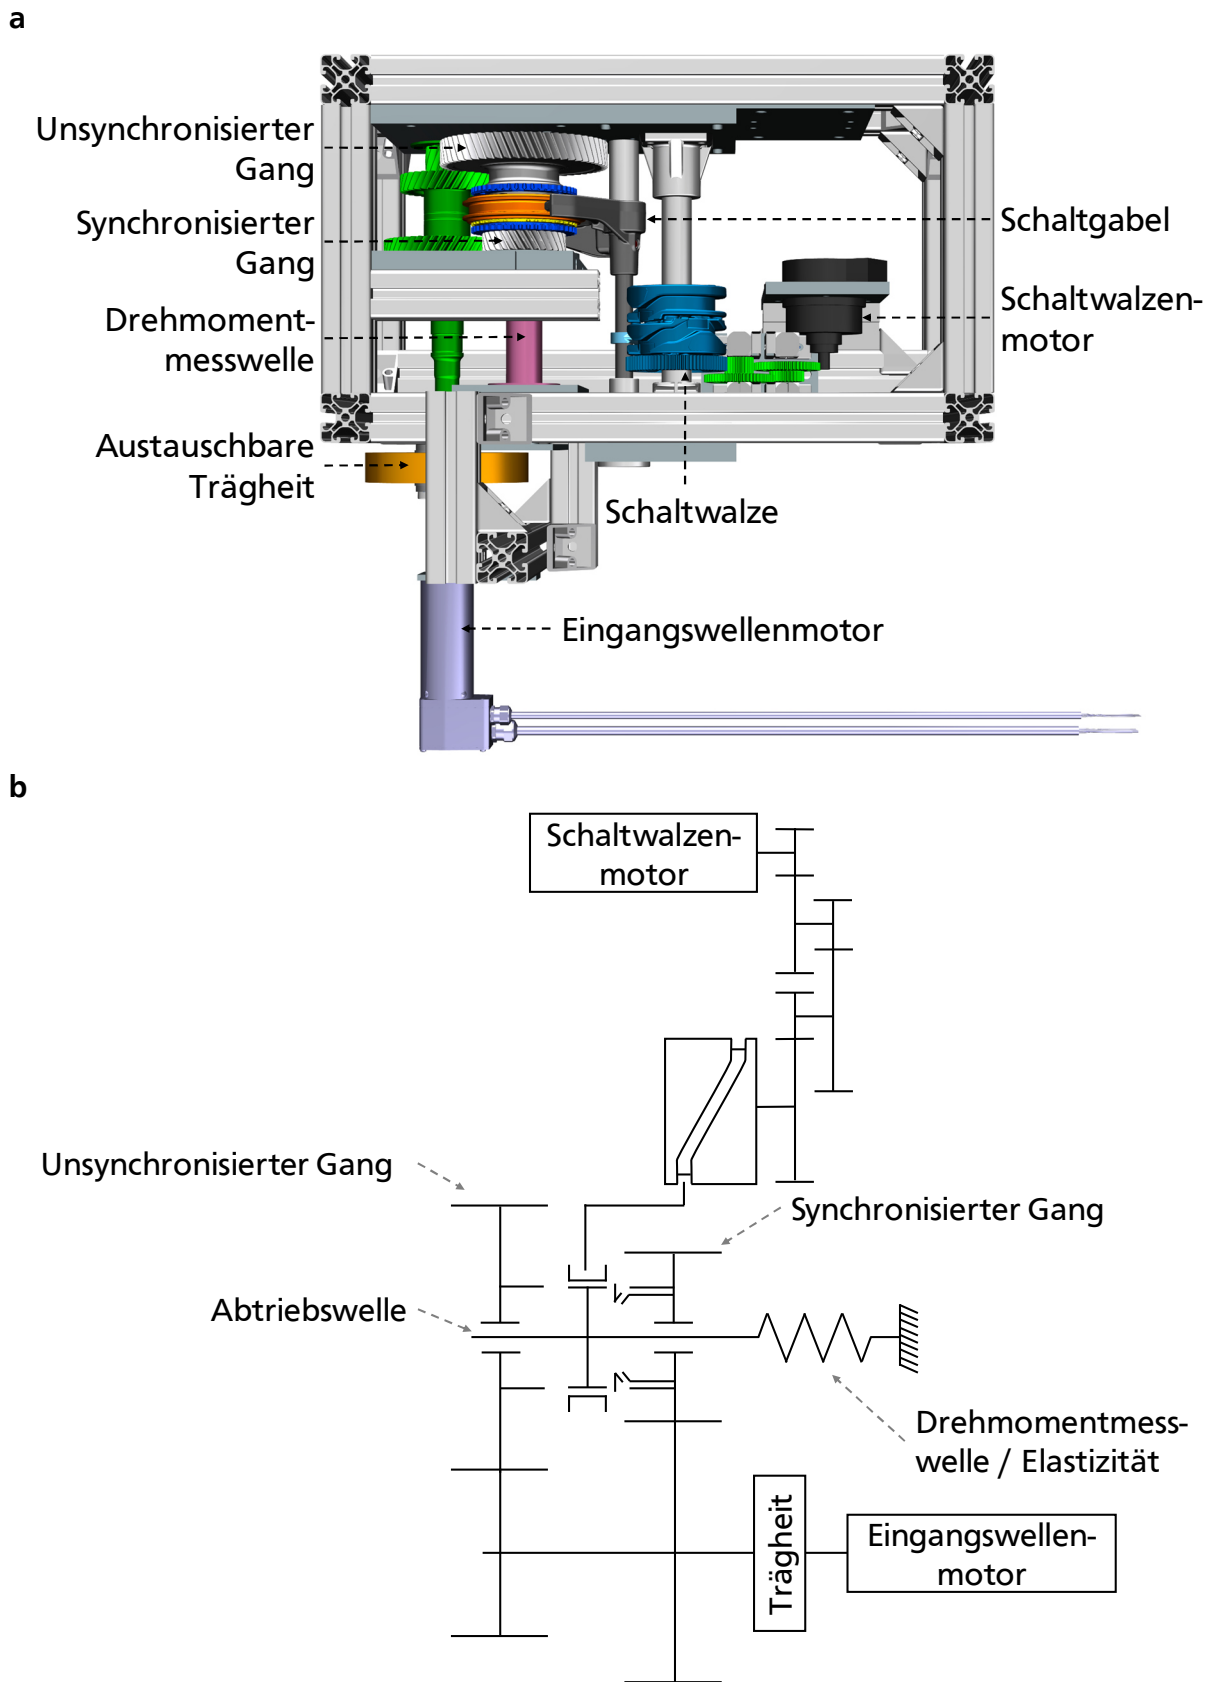 a
Unsynchronisierter
Gang
Synchronisierter
Gang
Drehmoment-
messwelle
Austauschbare
Trägheit
Schaltgabel
Schaltwalzen-
motor
Schaltwalze
Eingangswellenmotor
b
Schaltwalzen-
motor
Unsynchronisierter Gang
Synchronisierter Gang
Abtriebswelle
Drehmomentmess-
welle / Elastizität
Trägheit
Eingangswellen-
motor